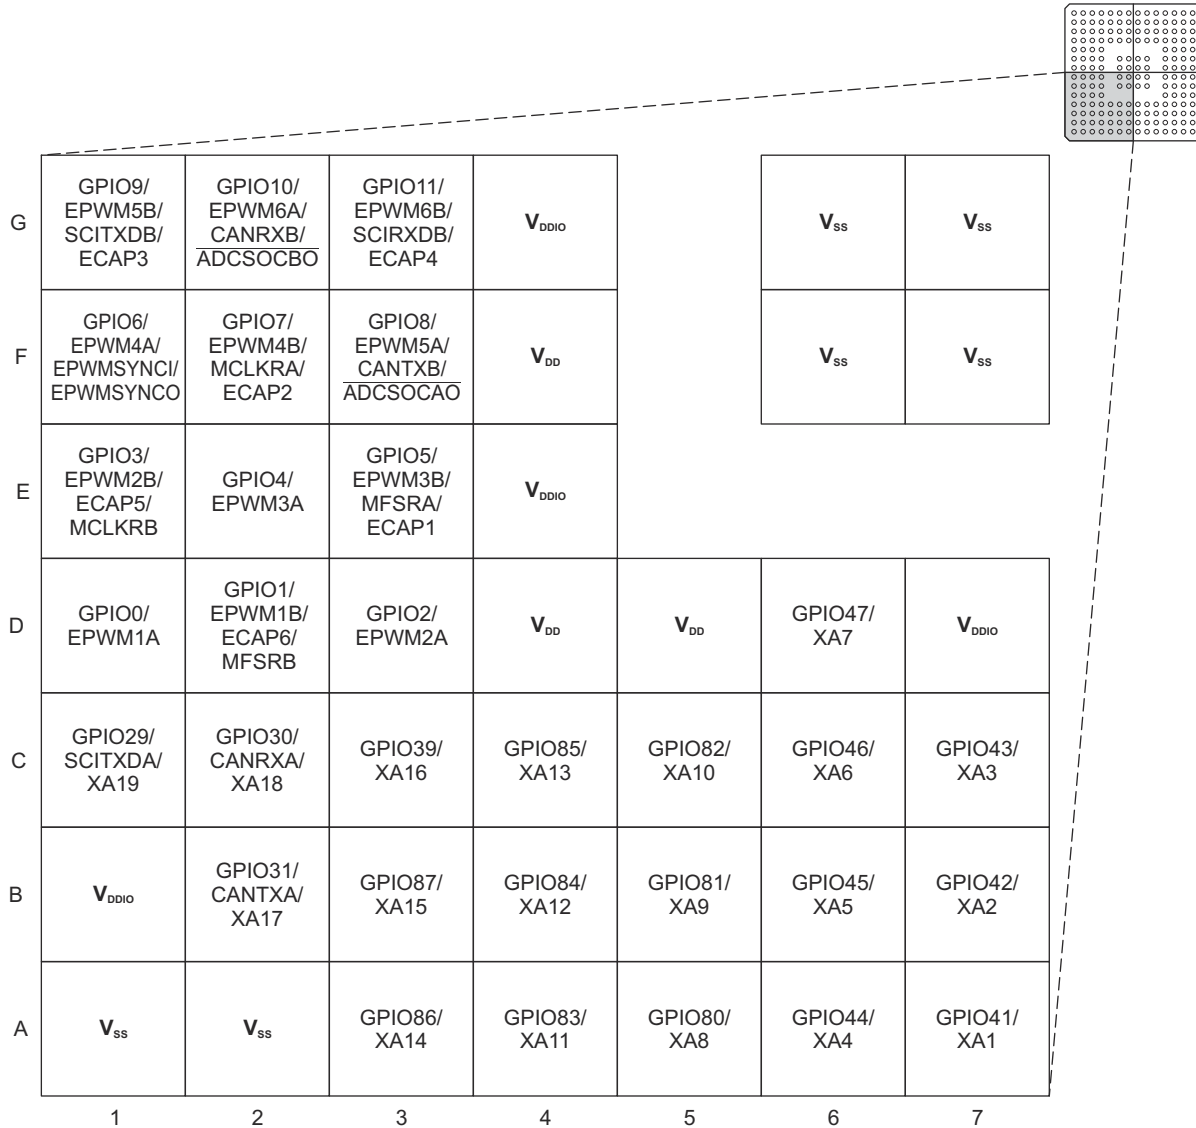 G
GPIO9/
EPWM5B/
SCITXDB/
ECAP3
GPIO10/
EPWM6A/
CANRXB/
ADCSOCBO
GPIO11/
EPWM6B/
SCIRXDB/
ECAP4
VDDIO
VSS
VSS
F
GPIO6/
EPWM4A/
EPWMSYNCI/
EPWMSYNCO
GPIO7/
EPWM4B/
MCLKRA/
ECAP2
GPIO8/
EPWM5A/
CANTXB/
ADCSOCAO
VDD
VSS
VSS
E
GPIO3/
EPWM2B/
ECAP5/
MCLKRB
GPIO4/
EPWM3A
GPIO5/
EPWM3B/
MFSRA/
ECAP1
VDDIO
D
GPIO0/
EPWM1A
GPIO1/
EPWM1B/
ECAP6/
MFSRB
GPIO2/
EPWM2A
VDD
VDD
GPIO47/
XA7
VDDIO
C
GPIO29/
SCITXDA/
XA19
GPIO30/
CANRXA/
XA18
GPIO39/
XA16
GPIO85/
XA13
GPIO82/
XA10
GPIO46/
XA6
GPIO43/
XA3
B
VDDIO
GPIO31/
CANTXA/
XA17
GPIO87/
XA15
GPIO84/
XA12
GPIO81/
XA9
GPIO45/
XA5
GPIO42/
XA2
A
VSS
VSS
GPIO86/
XA14
GPIO83/
XA11
GPIO80/
XA8
GPIO44/
XA4
GPIO41/
XA1
1 2 3 4 5 6 7